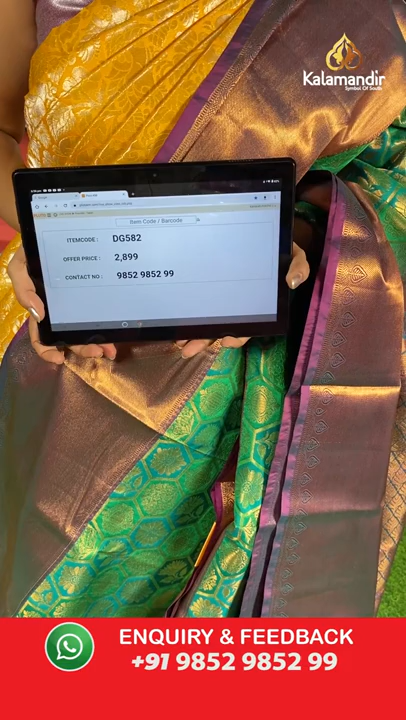 Kalamandir
Symbol Of South
Item Code / Barcode
ITEMCODE : DG582
OFFER PRICE : 2,899
CONTACT NO : 9852 9852 99
ENQUIRY & FEEDBACK
+91 9852 9852 99